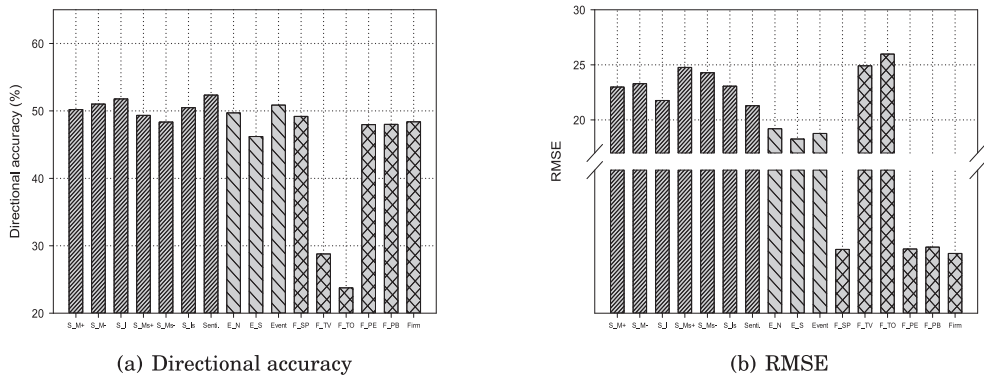 60
50
40
30
20
Directional accuracy (%)
S_M+ S_M- S_I S_Ms+ S_Ms- S_Is Senti. E_N E_S Event F_SP F_TV F_TO F_PE F_PB Firm
(a) Directional accuracy
30
25
20
RMSE
S_M+ S_M- S_I S_Ms+ S_Ms- S_Is Senti. E_N E_S Event F_SP F_TV F_TO F_PE F_PB Firm
(b) RMSE